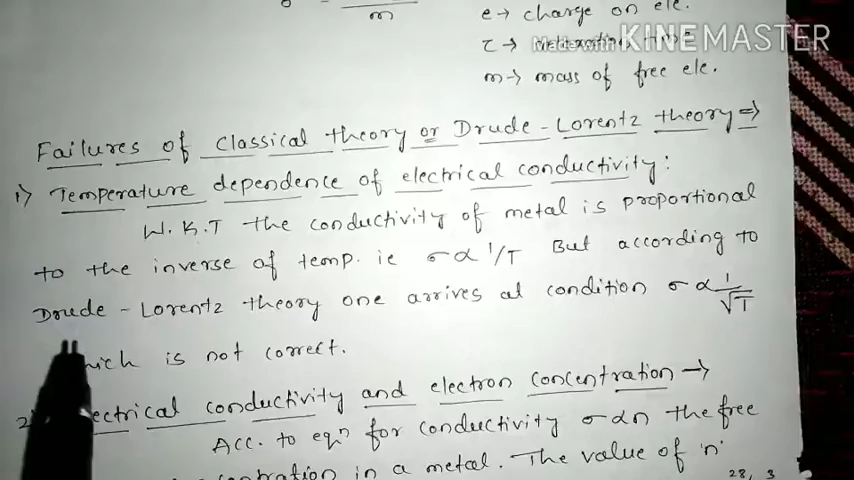 m
e → charge on ele.
τ →
Made with KINEMASTER
m → mass of free ele.
Failures of classical theory or Drude - Lorentz theory ⇒
1) Temperature dependence of electrical conductivity :
W.K.T the conductivity of metal is proportional
to the inverse of temp. ie σ α 1/T But according to
Drude - Lorentz theory one arrives at condition σ α 1/√T
which is not correct.
2) Electrical conductivity and electron concentration →
Acc. to eqⁿ for conductivity σ α n the free
in a metal. The value of 'n'
28, 3